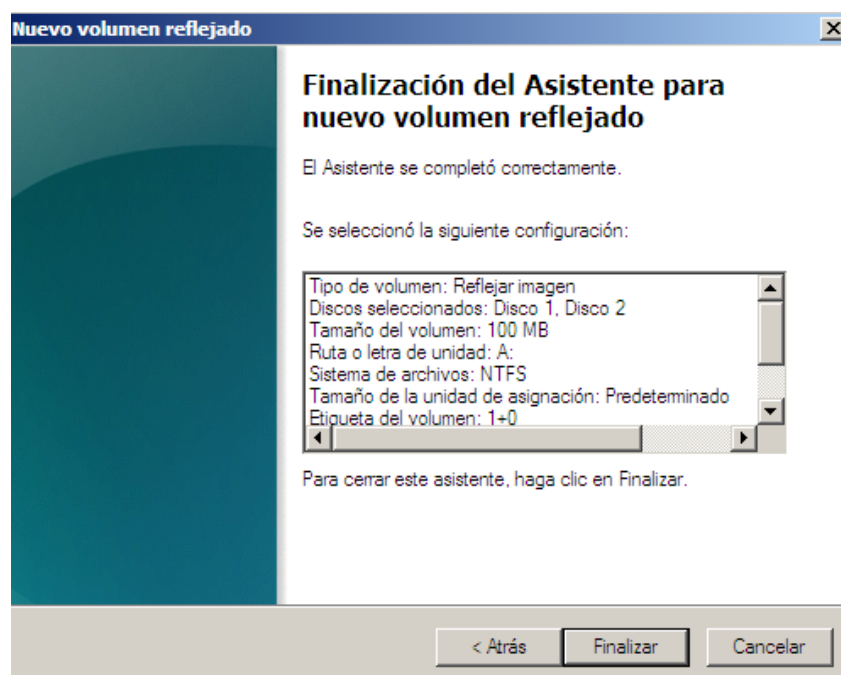 Nuevo volumen reflejado
Finalización del Asistente para
nuevo volumen reflejado
El Asistente se completó correctamente.
Se seleccionó la siguiente configuración:
Tipo de volumen: Reflejar imagen
Discos seleccionados: Disco 1, Disco 2
Tamaño del volumen: 100 MB
Ruta o letra de unidad: A:
Sistema de archivos: NTFS
Tamaño de la unidad de asignación: Predeterminado
Etiqueta del volumen: 1+0
Para cerrar este asistente, haga clic en Finalizar.
< Atrás
Finalizar
Cancelar